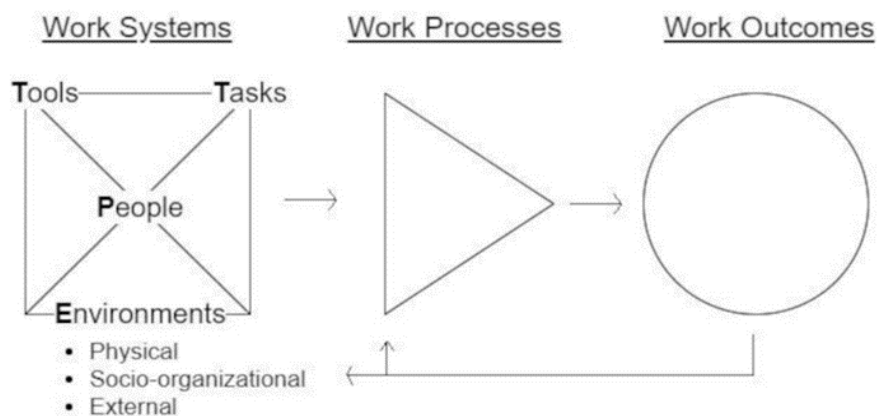 Work Systems Work Processes Work Outcomes
Tools Tasks
People
Environments
• Physical
• Socio-organizational
• External